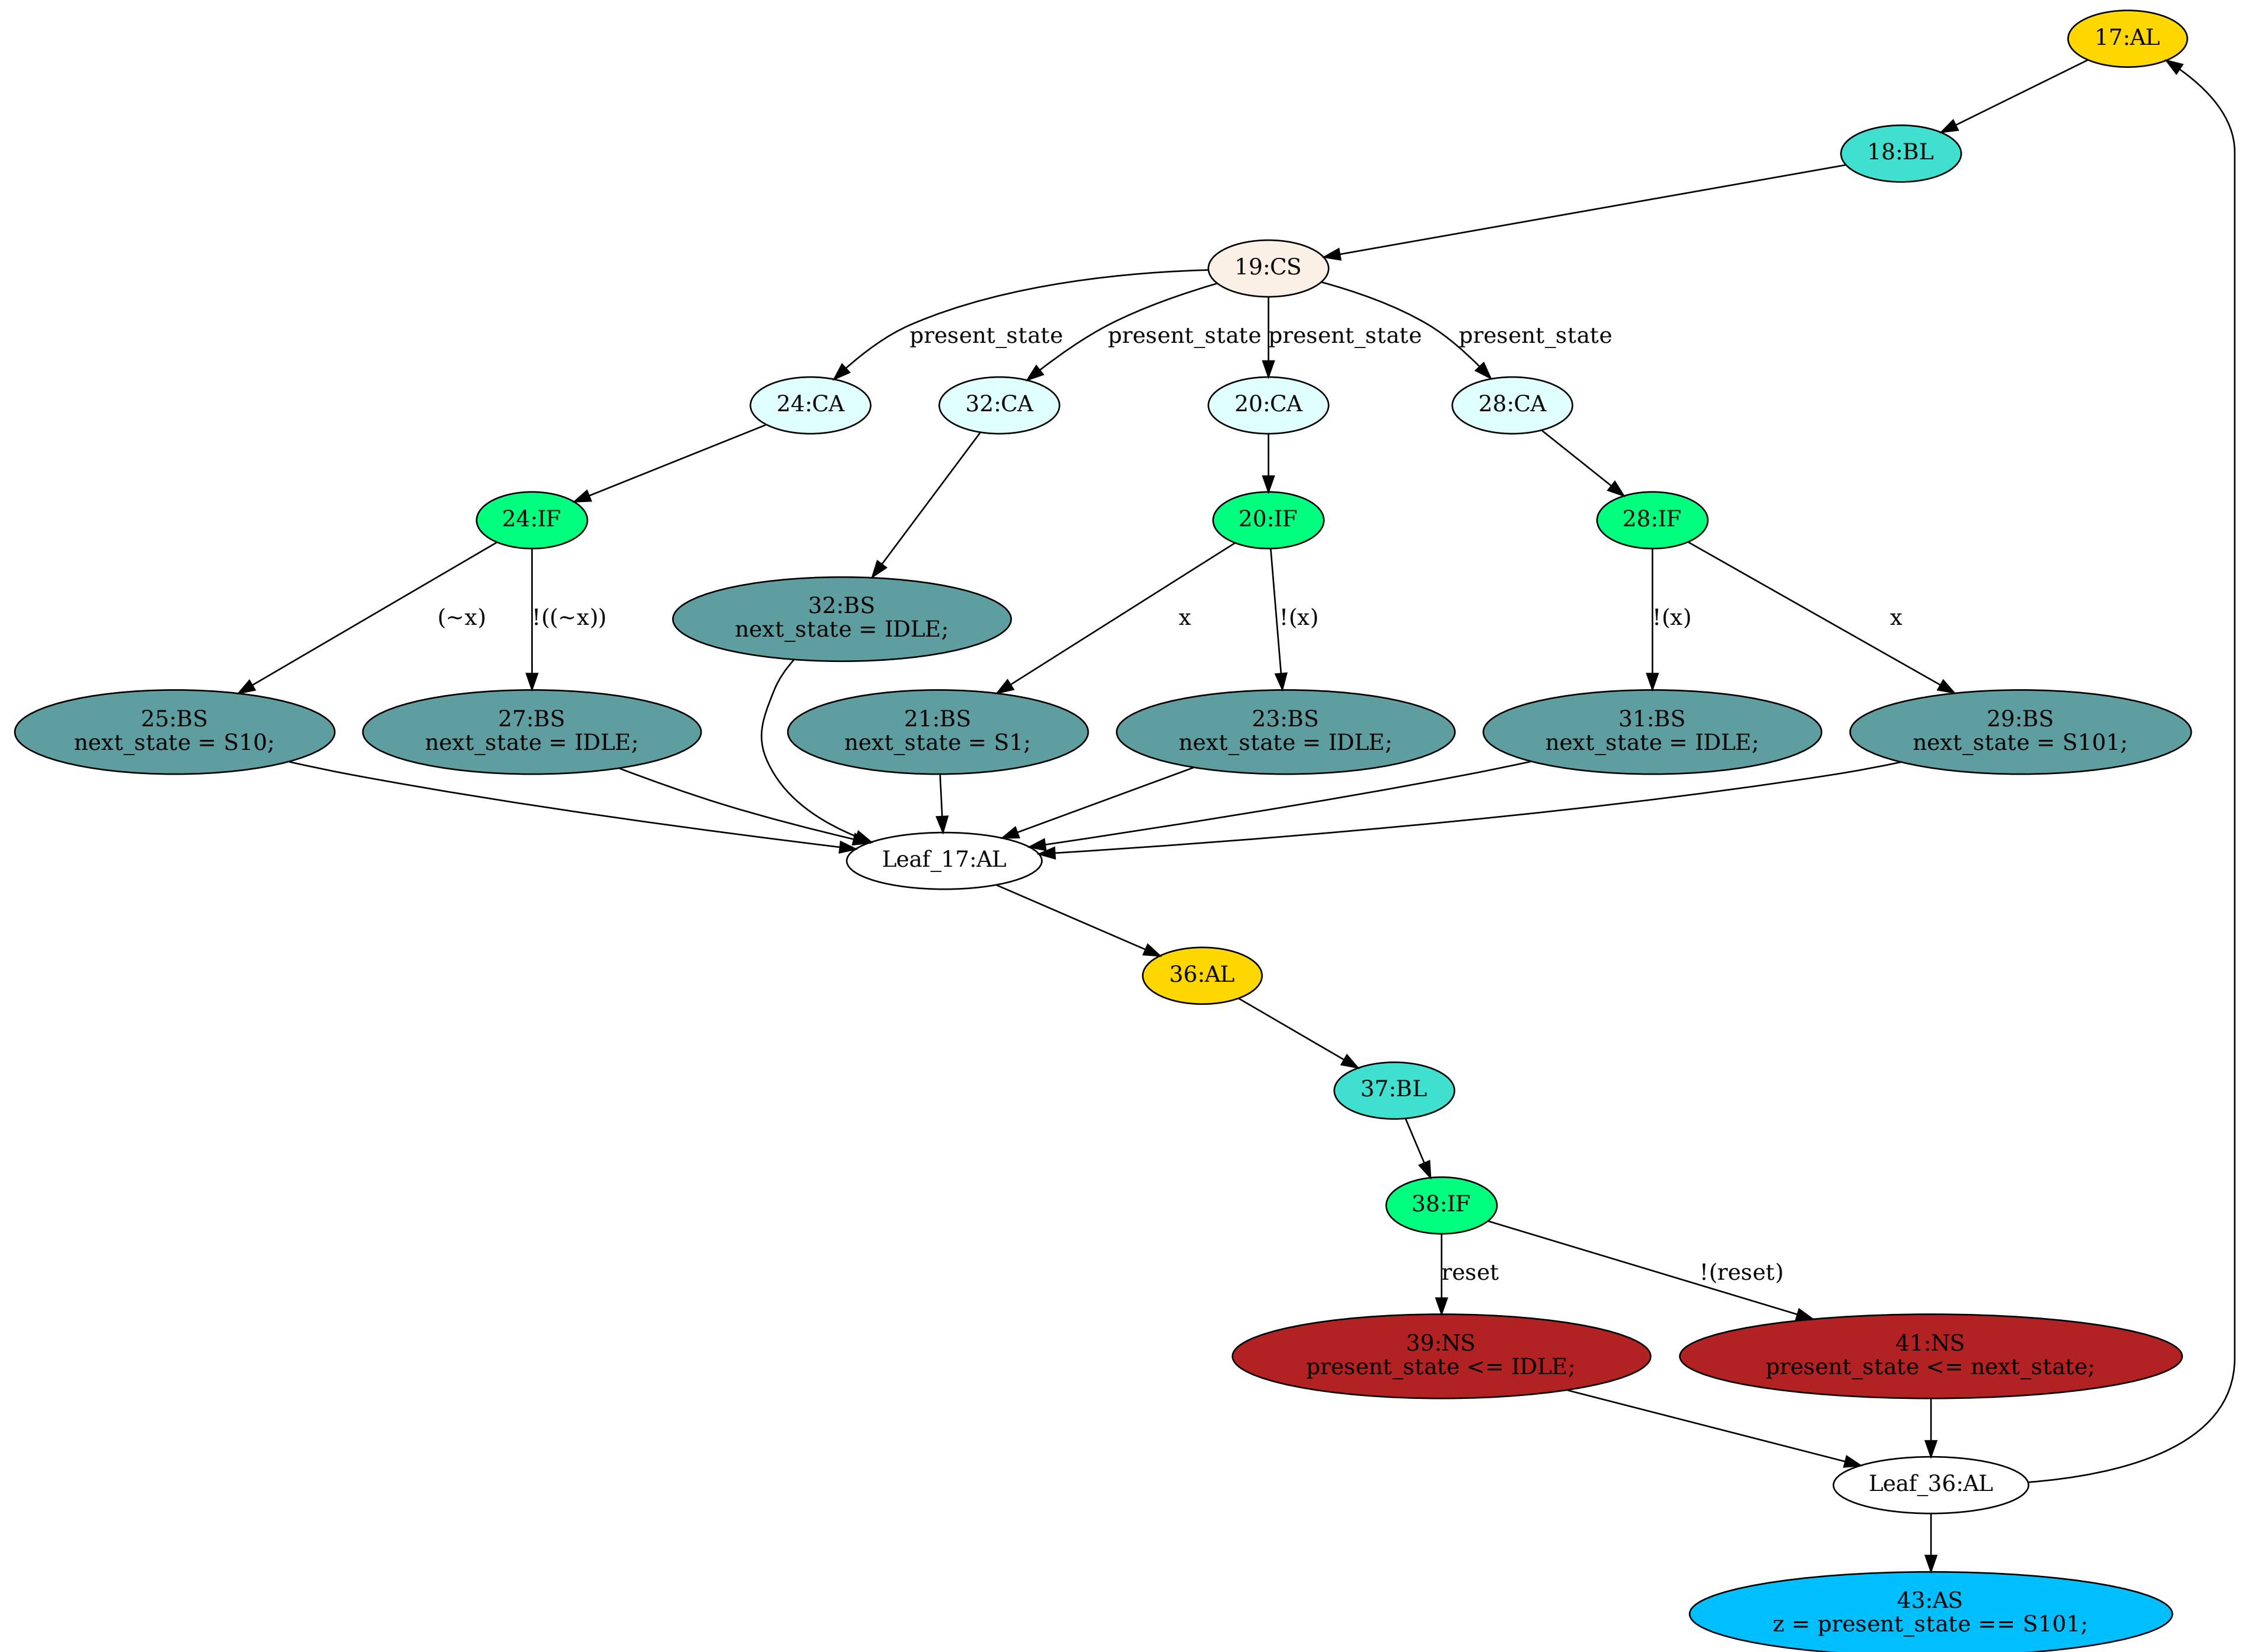 17:AL
18:BL
19:CS
present_state
present_state
present_state
present_state
24:CA
32:CA
20:CA
28:CA
24:IF
20:IF
28:IF
(~x)
!((~x))
32:BS
next_state = IDLE;
x
!(x)
!(x)
x
25:BS
next_state = S10;
27:BS
next_state = IDLE;
21:BS
next_state = S1;
23:BS
next_state = IDLE;
31:BS
next_state = IDLE;
29:BS
next_state = S101;
Leaf_17:AL
36:AL
37:BL
38:IF
reset
!(reset)
39:NS
present_state <= IDLE;
41:NS
present_state <= next_state;
Leaf_36:AL
43:AS
z = present_state == S101;